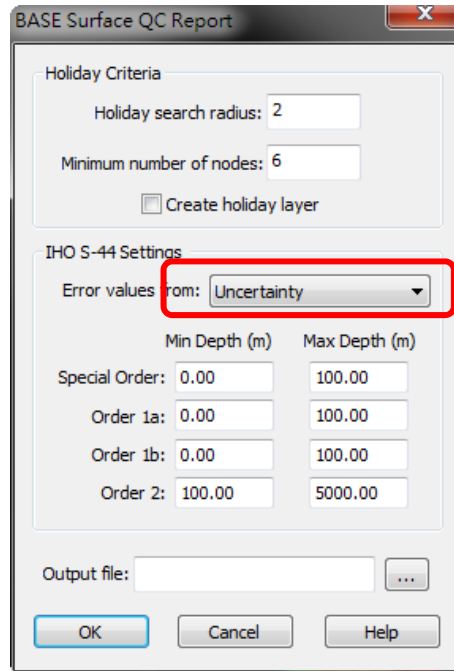 BASE Surface QC Report
Holiday Criteria
Holiday search radius: 2
Minimum number of nodes: 6
Create holiday layer
IHO S-44 Settings
Error values from: Uncertainty
Min Depth (m) Max Depth (m)
Special Order: 0.00 100.00
Order 1a: 0.00 100.00
Order 1b: 0.00 100.00
Order 2: 100.00 5000.00
Output file: ...
OK Cancel Help